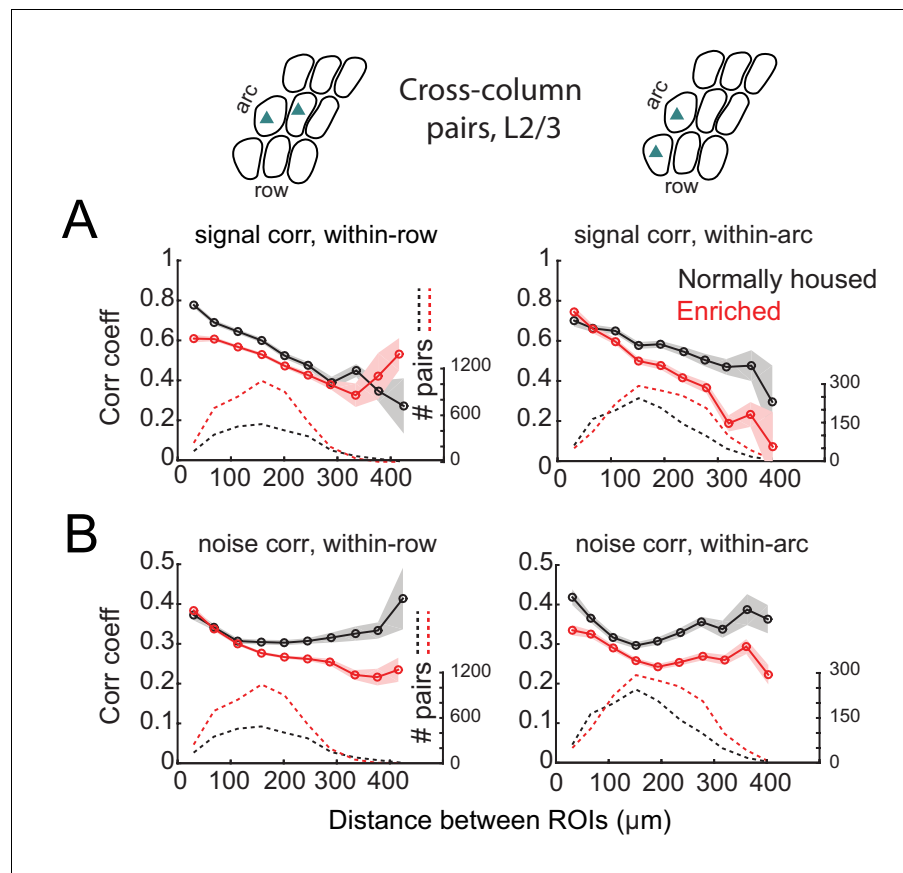 arc
row
Cross-column
pairs, L2/3
arc
row
A
signal corr, within-row
signal corr, within-arc
Normally housed
Enriched
Corr coeff
1
0.8
0.6
0.4
0.2
0
# pairs
1200
600
0
0 100 200 300 400
300
150
0
0 100 200 300 400
B
noise corr, within-row
noise corr, within-arc
Corr coeff
0.5
0.4
0.3
0.2
0.1
0
# pairs
1200
600
0
0 100 200 300 400
0.5
0.4
0.3
0.2
0.1
0
300
150
0
0 100 200 300 400
1
0.8
0.6
0.4
0.2
0
Distance between ROIs (µm)